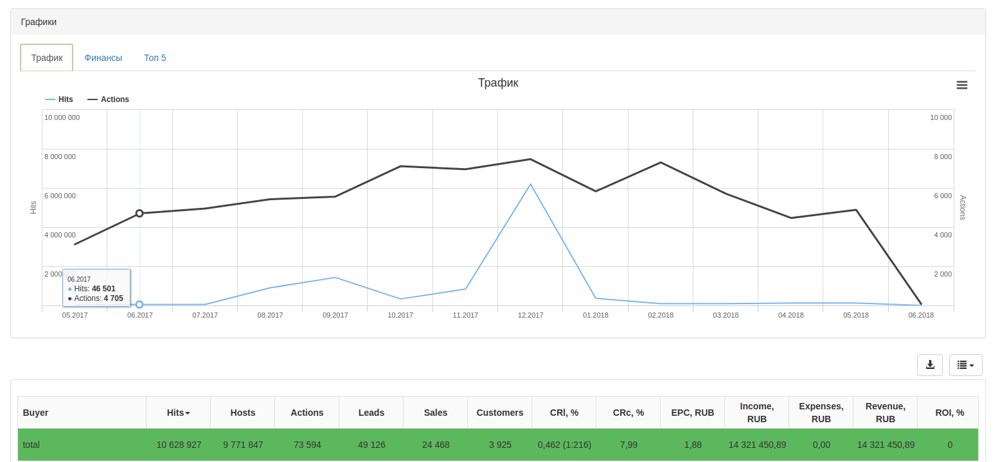 Графики
Трафик Финансы Топ 5
Трафик
Hits Actions
10 000 000 10 000
8 000 000 8 000
6 000 000 6 000
Hits Actions
4 000 000 4 000
2 000 000 2 000
06.2017
Hits: 46 501
Actions: 4 705
05.2017 06.2017 07.2017 08.2017 09.2017 10.2017 11.2017 12.2017 01.2018 02.2018 03.2018 04.2018 05.2018 06.2018
Buyer Hits Hosts Actions Leads Sales Customers CRl, % CRc, % EPC, RUB Income, RUB Expenses, RUB Revenue, RUB ROI, %
total 10 628 927 9 771 847 73 594 49 126 24 468 3 925 0,462 (1:216) 7,99 1,88 14 321 450,89 0,00 14 321 450,89 0